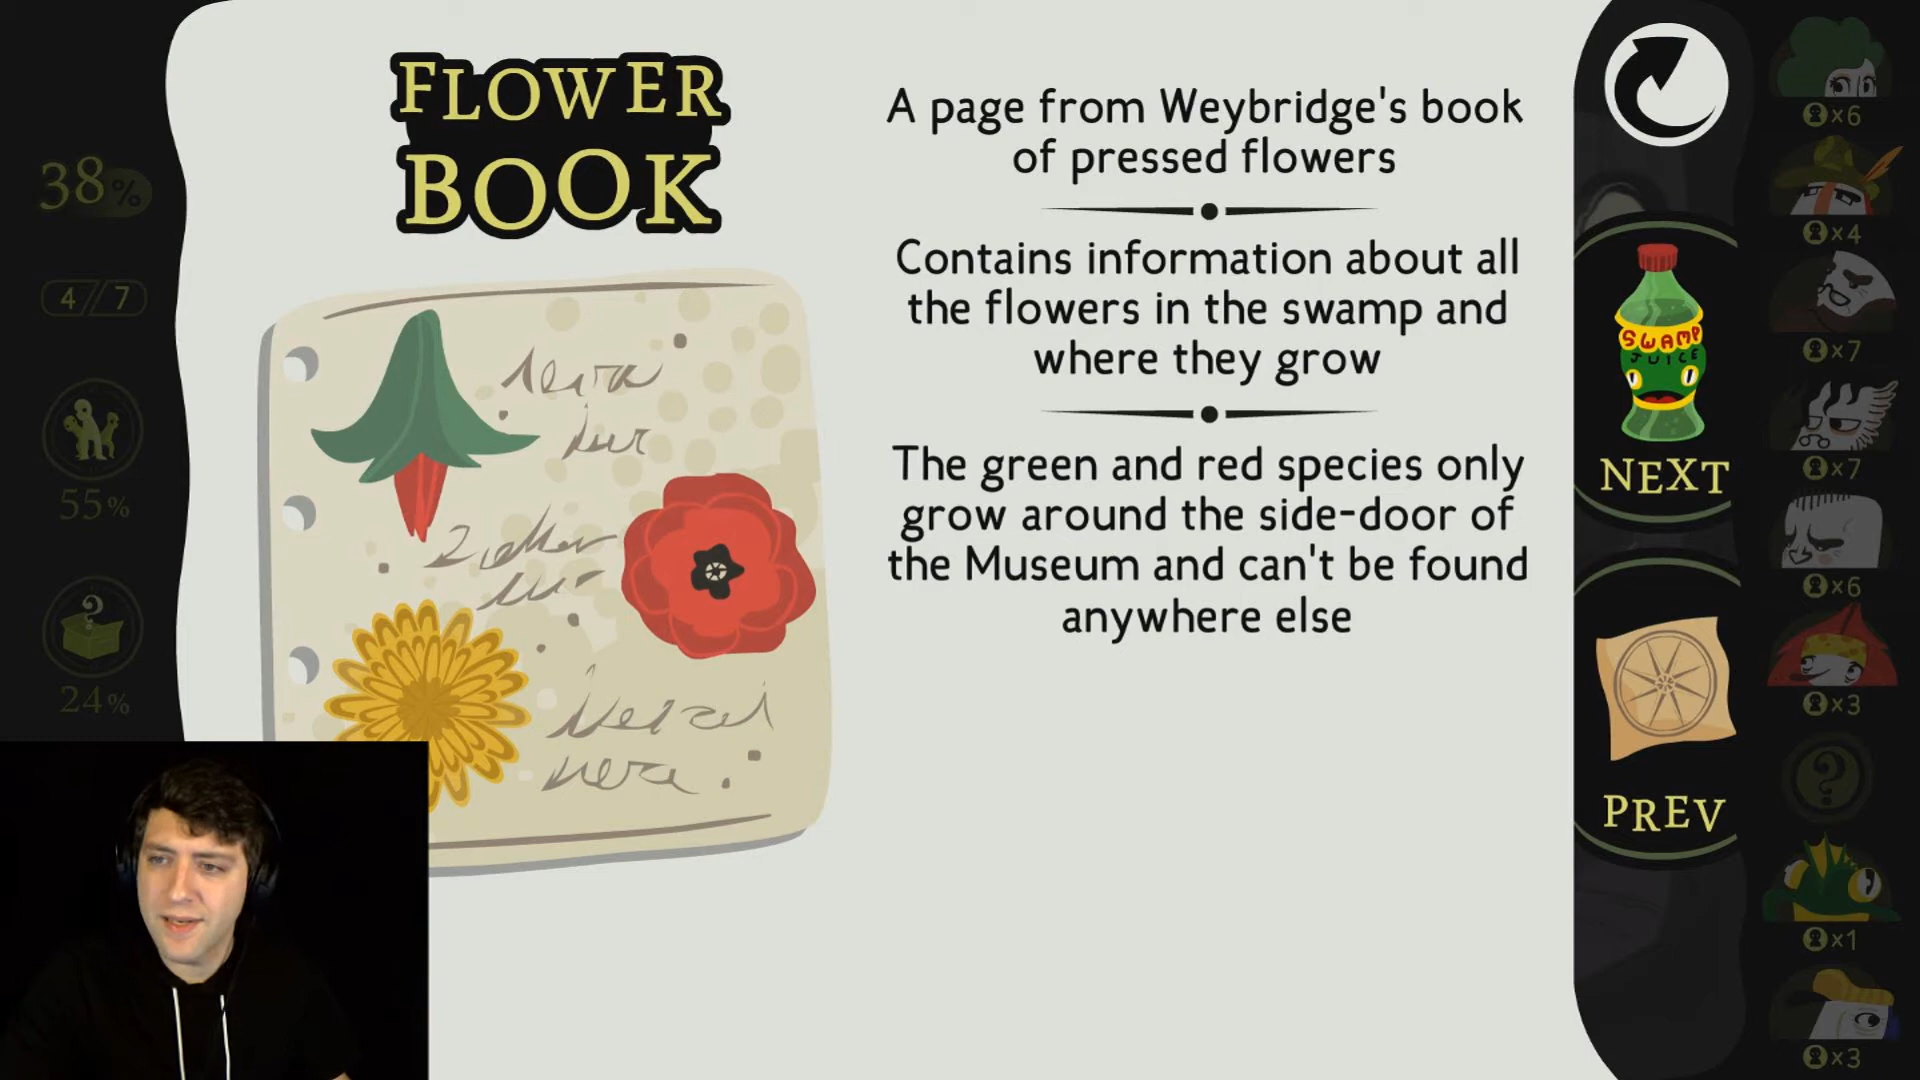 FLOWER
BOOK
A page from Weybridge's book
of pressed flowers
Contains information about all
the flowers in the swamp and
where they grow
The green and red species only
grow around the side-door of
the Museum and can't be found
anywhere else
38%
4/7
55%
24%
SWAMP
JUICE
NEXT
PREV
x6
x4
x7
x7
x6
x3
?
x1
x3